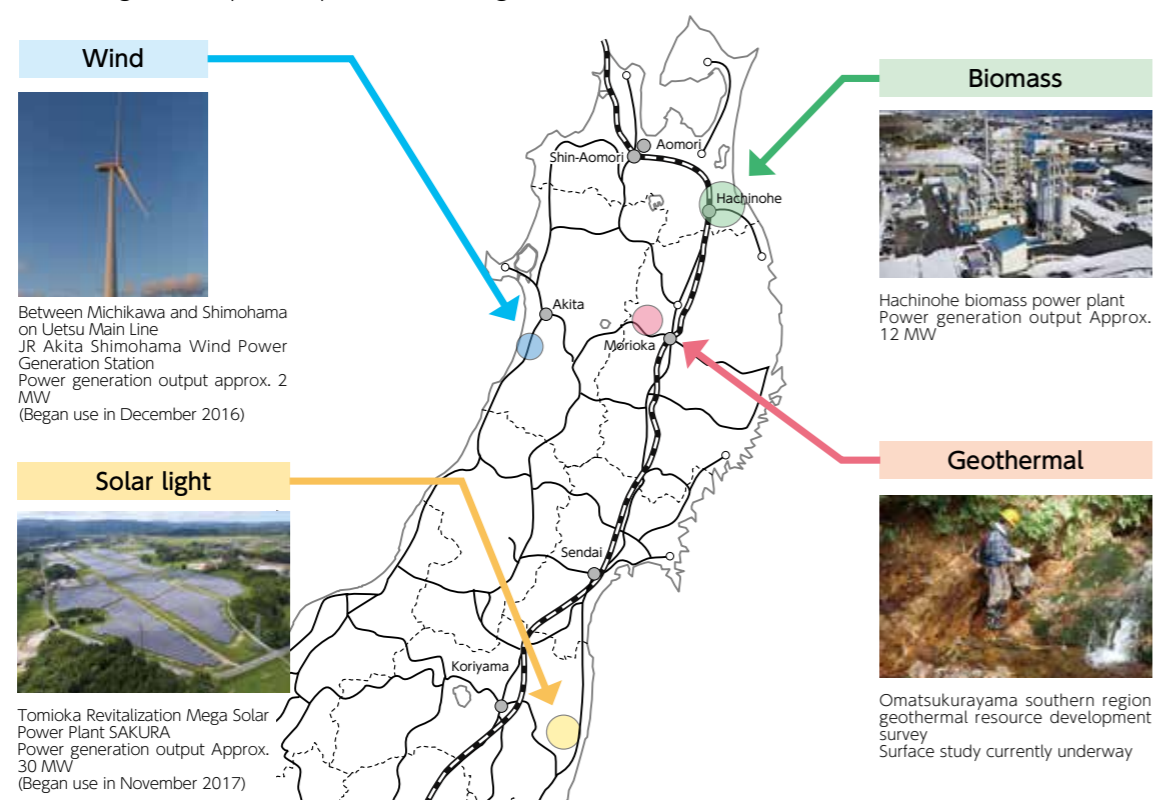 Wind
Between Michikawa and Shimohama
on Uetsu Main Line
JR Akita Shimohama Wind Power
Generation Station
Power generation output approx. 2
MW
(Began use in December 2016)
Solar light
Tomioka Revitalization Mega Solar
Power Plant SAKURA
Power generation output Approx.
30 MW
(Began use in November 2017)
Shin-Aomori
Aomori
Hachinohe
Akita
Morioka
Sendai
Koriyama
Biomass
Hachinohe biomass power plant
Power generation output Approx.
12 MW
Geothermal
Omatsukurayama southern region
geothermal resource development
survey
Surface study currently underway